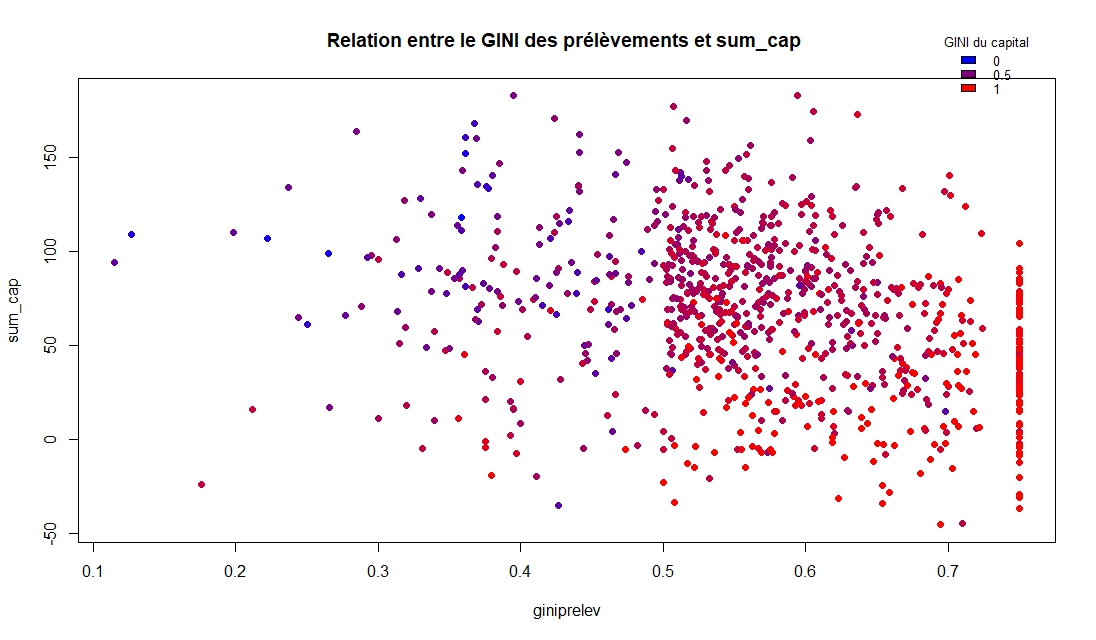 Relation entre le GINI des prélèvements et sum_cap
GINI du capital
0
0.5
1
150
100
50
0
-50
sum_cap
0.1 0.2 0.3 0.4 0.5 0.6 0.7
giniprelev